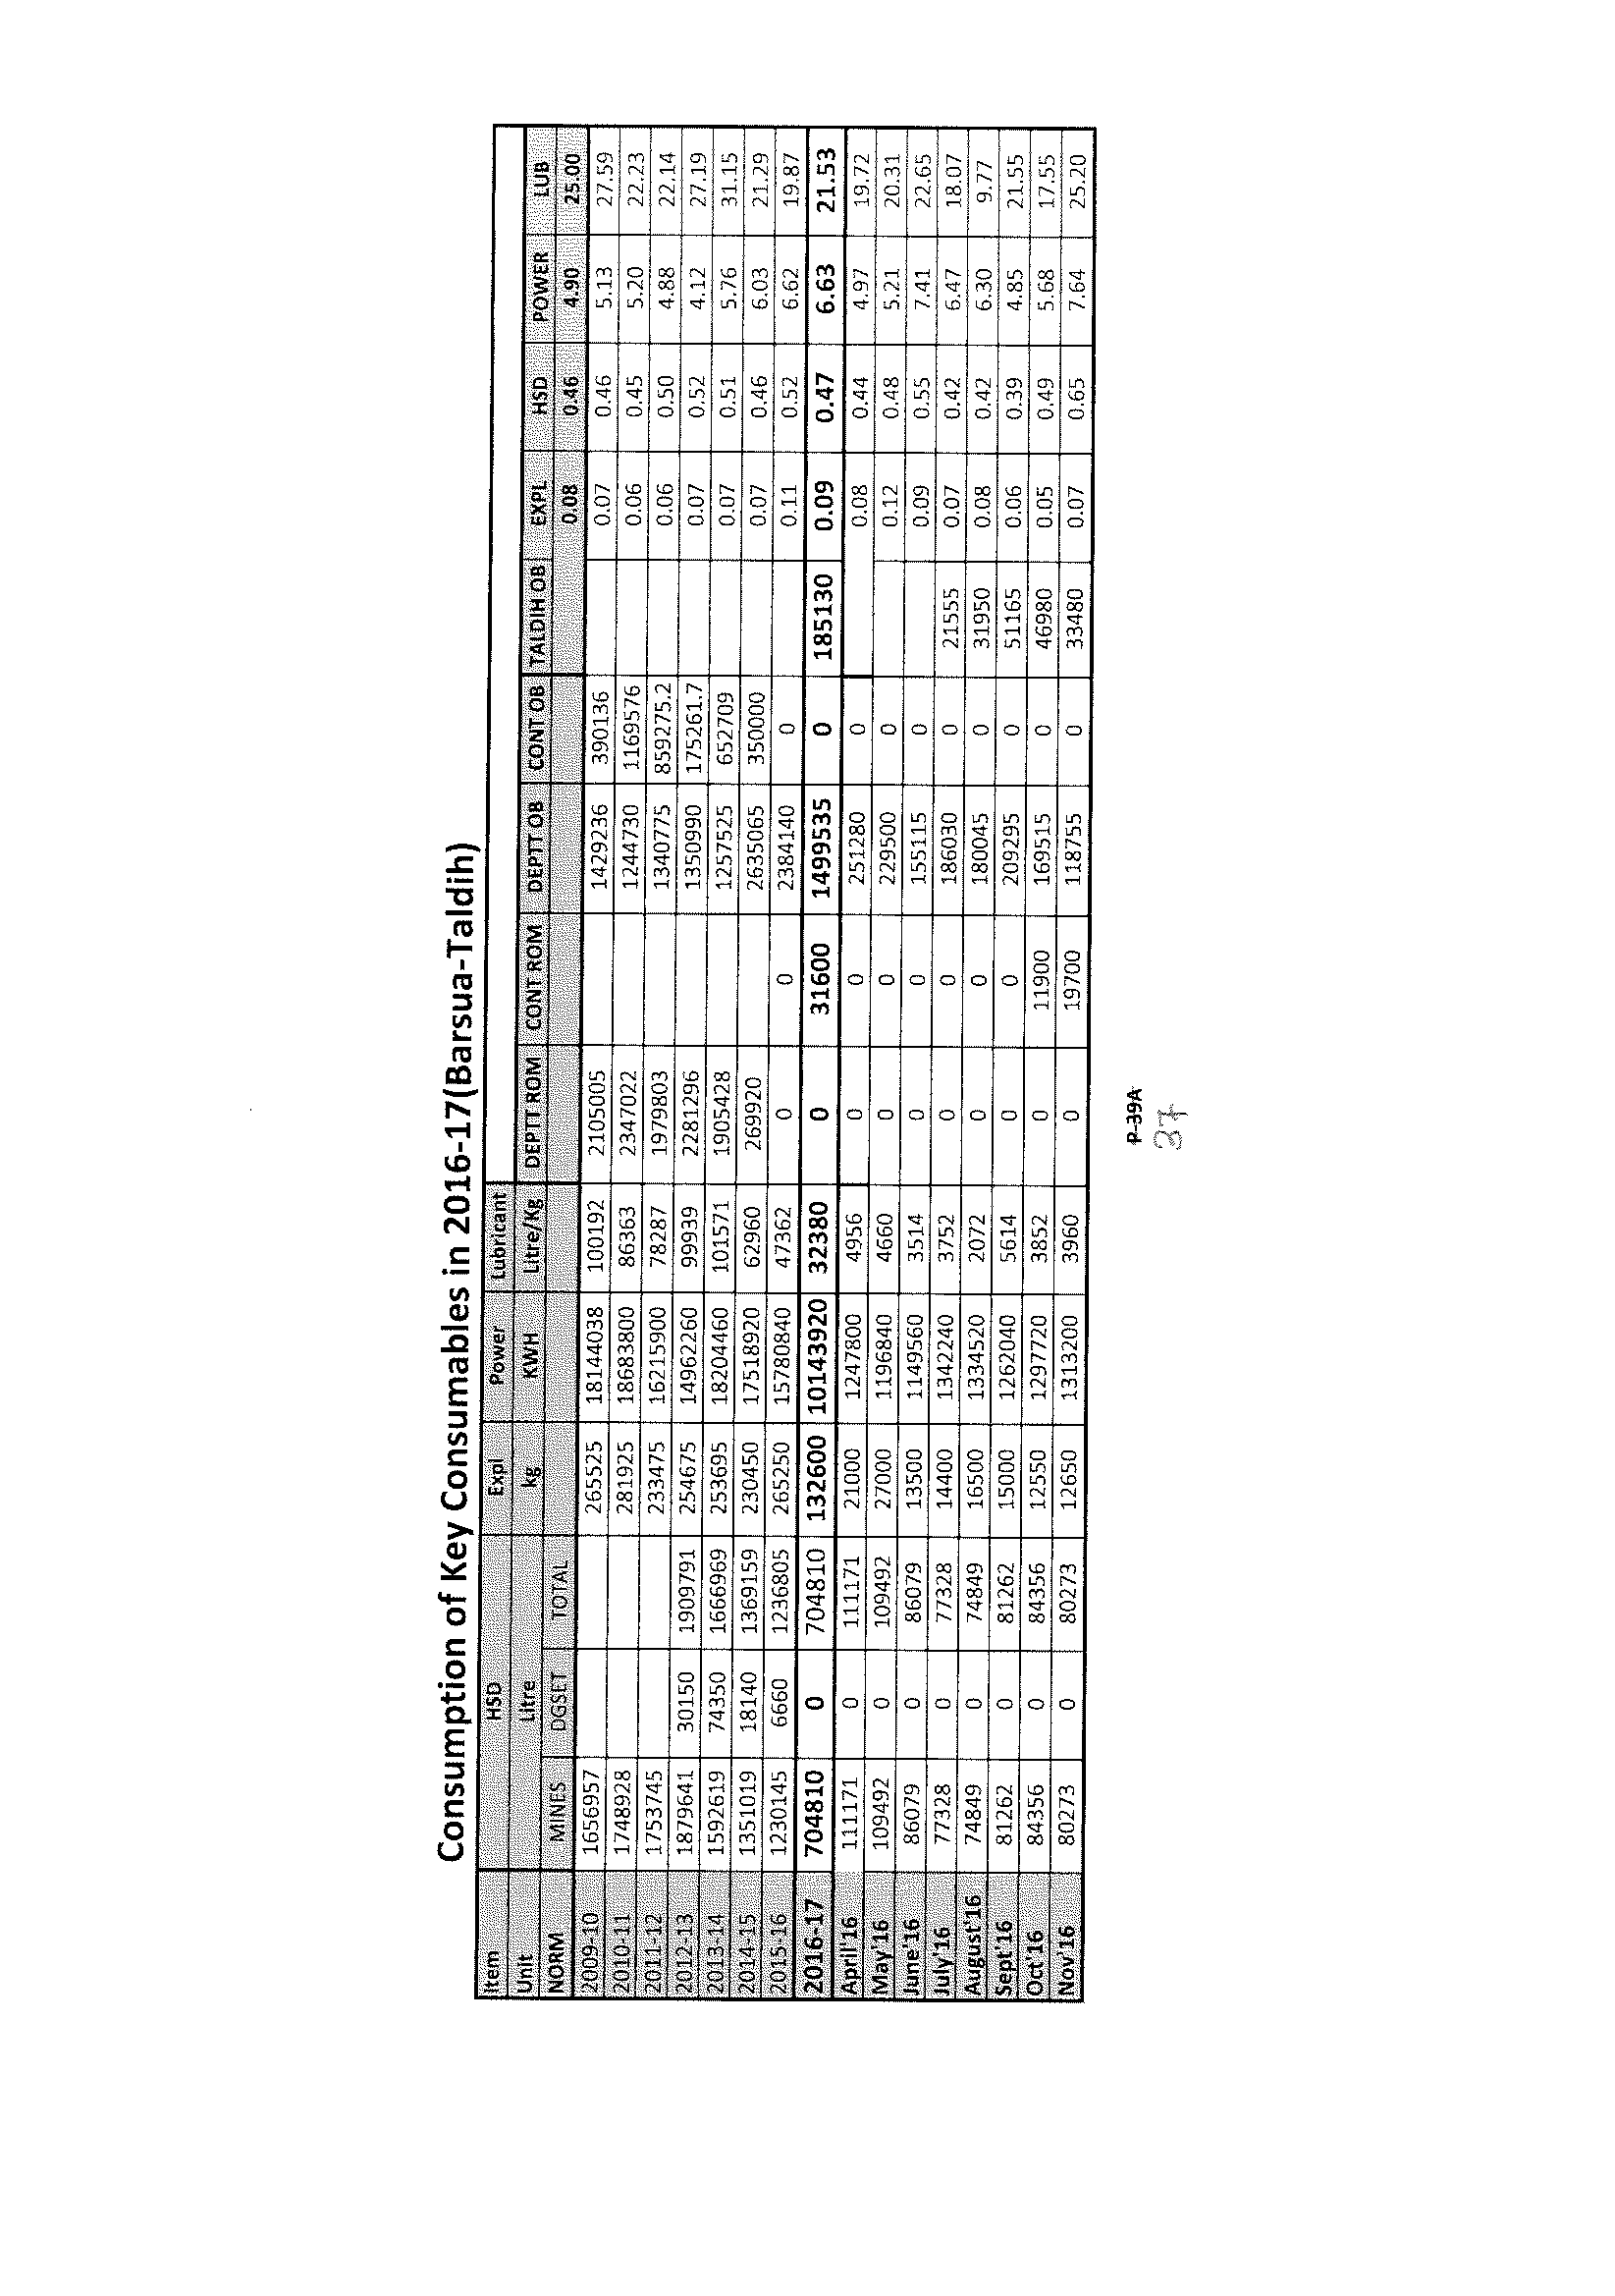 Consumption of Key Consumables in 2016-17(Barsua-Taldih)
Item HSD Expl Power Lubricant
Unit Litre kg KWH Litre/Kg DEPTT ROM CONT ROM DEPTT OB CONT OB TALDIH OB EXPL HSD POWER LUB
NORM MINES DGSET TOTAL 0.08 0.46 4.90 25.00
2009-10 1656957 265525 18144038 100192 2105005 1429236 390136 0.07 0.46 5.13 27.59
2010-11 1748928 281925 18683800 86363 2347022 1244730 1169576 0.06 0.45 5.20 22.23
2011-12 1753745 233475 16215900 78287 1979803 1340775 859275.2 0.06 0.50 4.88 22.14
2012-13 1879641 30150 1909791 254675 14962260 99939 2281296 1350990 175261.7 0.07 0.52 4.12 27.19
2013-14 1592619 74350 1666969 253695 18204460 101571 1905428 1257525 652709 0.07 0.51 5.76 31.15
2014-15 1351019 18140 1369159 230450 17518920 62960 269920 2635065 350000 0.07 0.46 6.03 21.29
2015-16 1230145 6660 1236805 265250 15780840 47362 0 0 2384140 0 0.11 0.52 6.62 19.87
2016-17 704810 0 704810 132600 10143920 32380 0 31600 1499535 0 185130 0.09 0.47 6.63 21.53
April'16 111171 0 111171 21000 1247800 4956 0 0 251280 0 0.08 0.44 4.97 19.72
May'16 109492 0 109492 27000 1196840 4660 0 0 229500 0 0.12 0.48 5.21 20.31
June'16 86079 0 86079 13500 1149560 3514 0 0 155115 0 0.09 0.55 7.41 22.65
July'16 77328 0 77328 14400 1342240 3752 0 0 186030 0 21555 0.07 0.42 6.47 18.07
August'16 74849 0 74849 16500 1334520 2072 0 0 180045 0 31950 0.08 0.42 6.30 9.77
Sept'16 81262 0 81262 15000 1262040 5614 0 0 209295 0 51165 0.06 0.39 4.85 21.55
Oct'16 84356 0 84356 12550 1297720 3852 0 11900 169515 0 46980 0.05 0.49 5.68 17.55
Nov'16 80273 0 80273 12650 1313200 3960 0 19700 118755 0 33480 0.07 0.65 7.64 25.20
P-39A
37